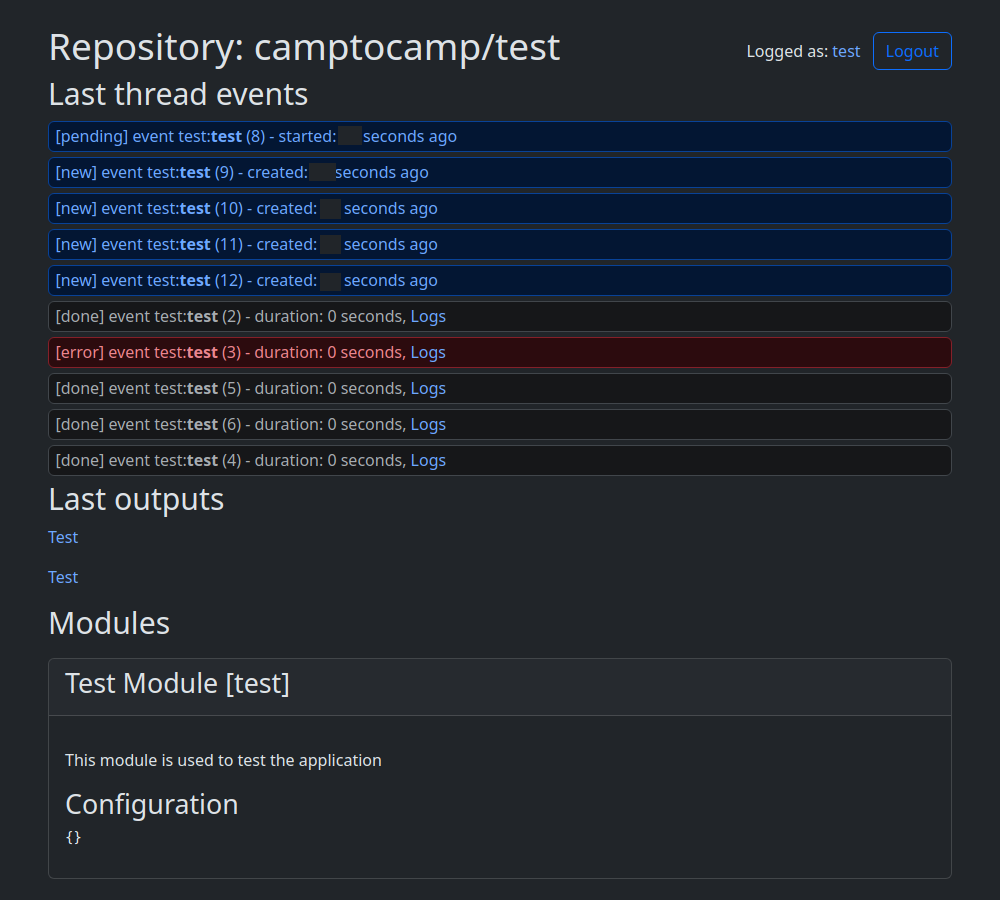 Repository: camptocamp/test
Logged as: test Logout
Last thread events
[pending] event test:test (8) - started: seconds ago
[new] event test:test (9) - created: seconds ago
[new] event test:test (10) - created: seconds ago
[new] event test:test (11) - created: seconds ago
[new] event test:test (12) - created: seconds ago
[done] event test:test (2) - duration: 0 seconds, Logs
[error] event test:test (3) - duration: 0 seconds, Logs
[done] event test:test (5) - duration: 0 seconds, Logs
[done] event test:test (6) - duration: 0 seconds, Logs
[done] event test:test (4) - duration: 0 seconds, Logs
Last outputs
Test
Test
Modules
Test Module [test]
This module is used to test the application
Configuration
{}